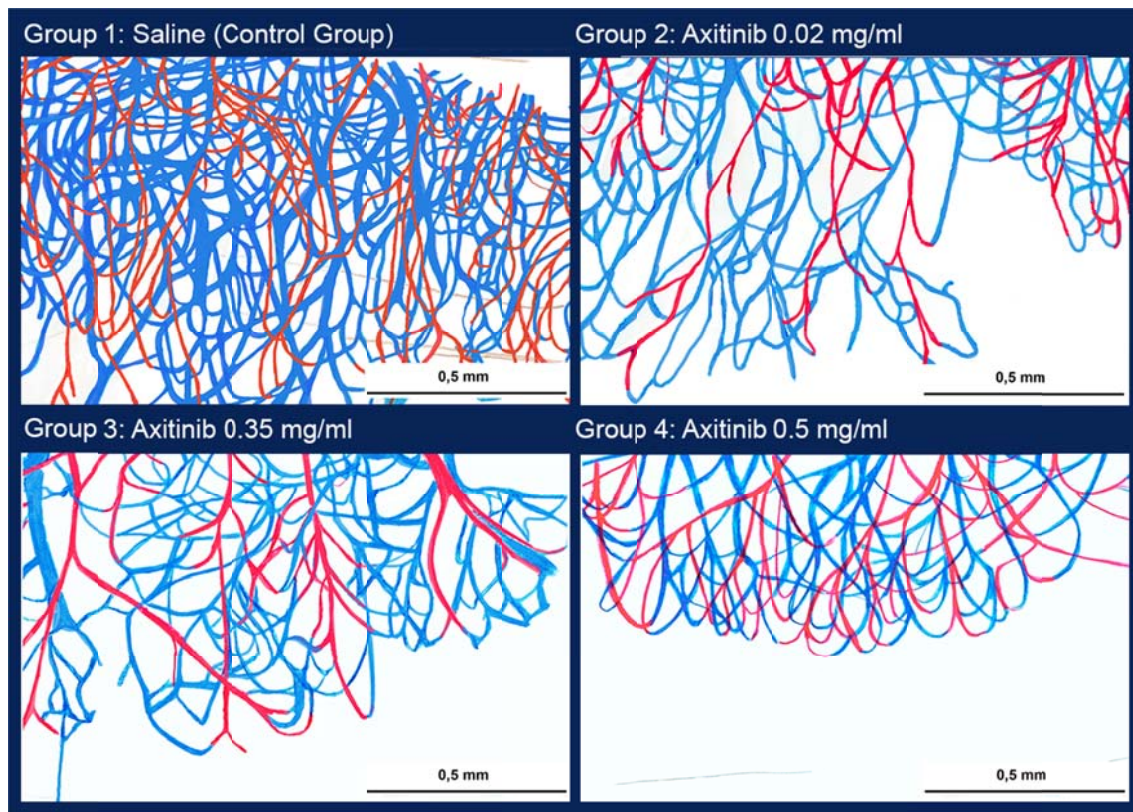 Group 1: Saline (Control Group)
Group 2: Axitinib 0.02 mg/ml
0,5 mm
0,5 mm
Group 3: Axitinib 0.35 mg/ml
Group 4: Axitinib 0.5 mg/ml
0,5 mm
0,5 mm